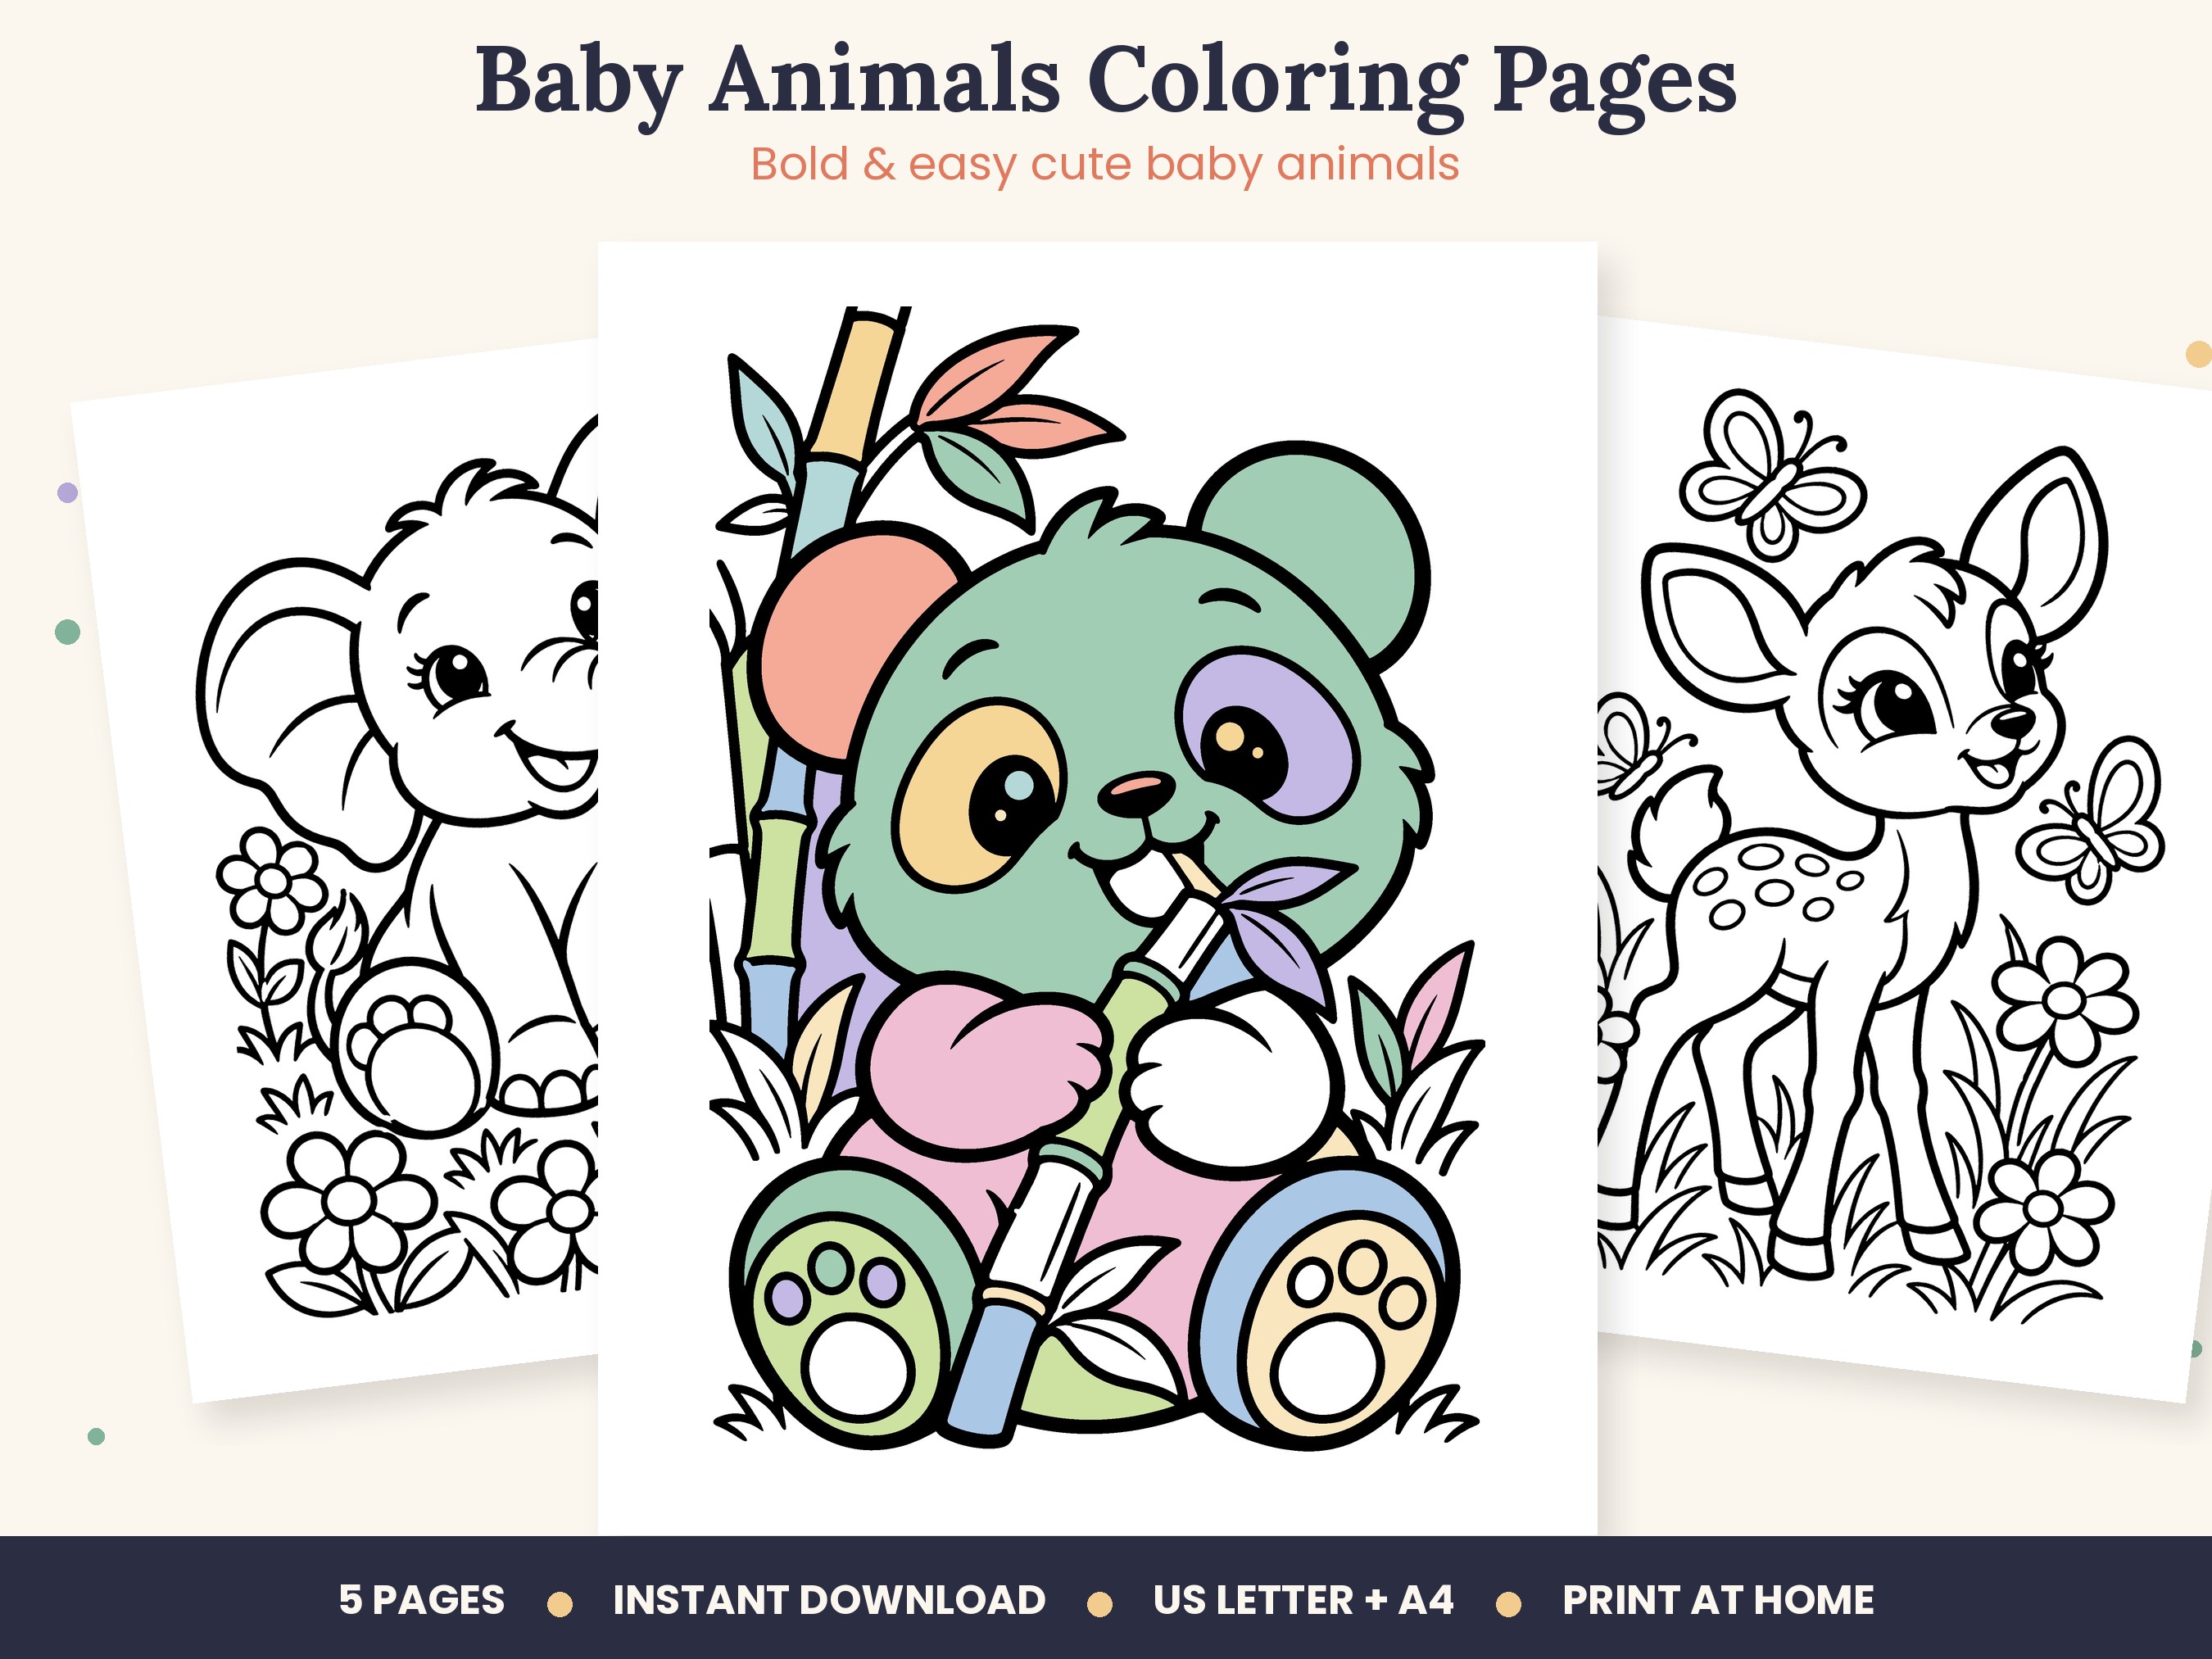 Baby Animals Coloring Pages
Bold & easy cute baby animals
5 PAGES ● INSTANT DOWNLOAD ● US LETTER + A4 ● PRINT AT HOME